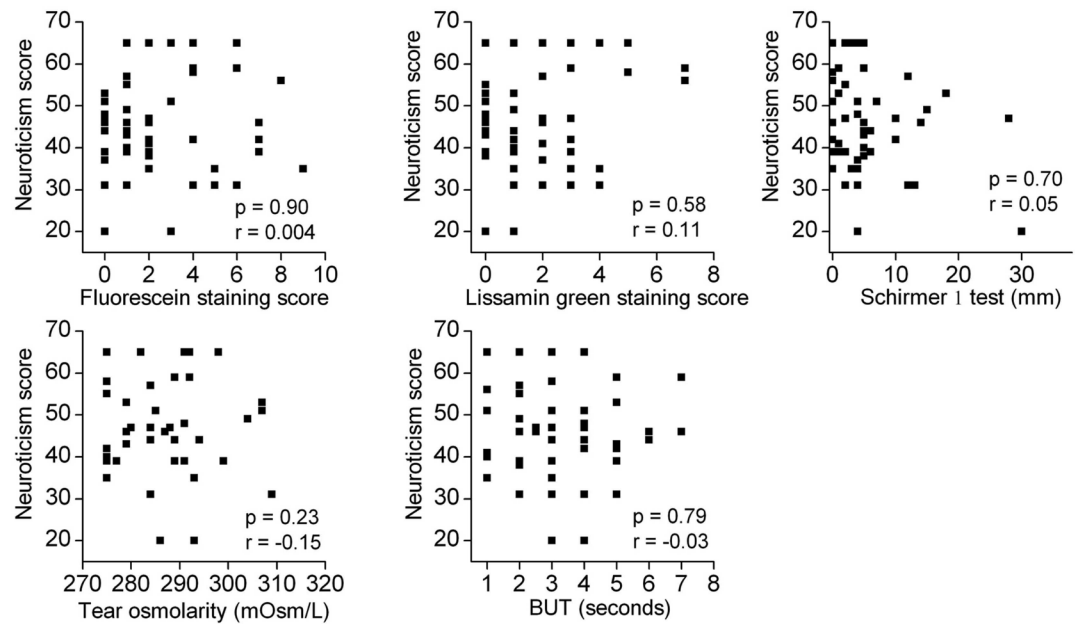 70
60
50
40
30
20
Neuroticism score
p = 0.90
r = 0.004
0 2 4 6 8 10
Fluorescein staining score
70
60
50
40
30
20
Neuroticism score
p = 0.58
r = 0.11
0 2 4 6 8
Lissamin green staining score
70
60
50
40
30
20
Neuroticism score
p = 0.70
r = 0.05
0 10 20 30
Schirmer 1 test (mm)
70
60
50
40
30
20
Neuroticism score
p = 0.23
r = -0.15
270 280 290 300 310 320
Tear osmolarity (mOsm/L)
70
60
50
40
30
20
Neuroticism score
p = 0.79
r = -0.03
1 2 3 4 5 6 7 8
BUT (seconds)